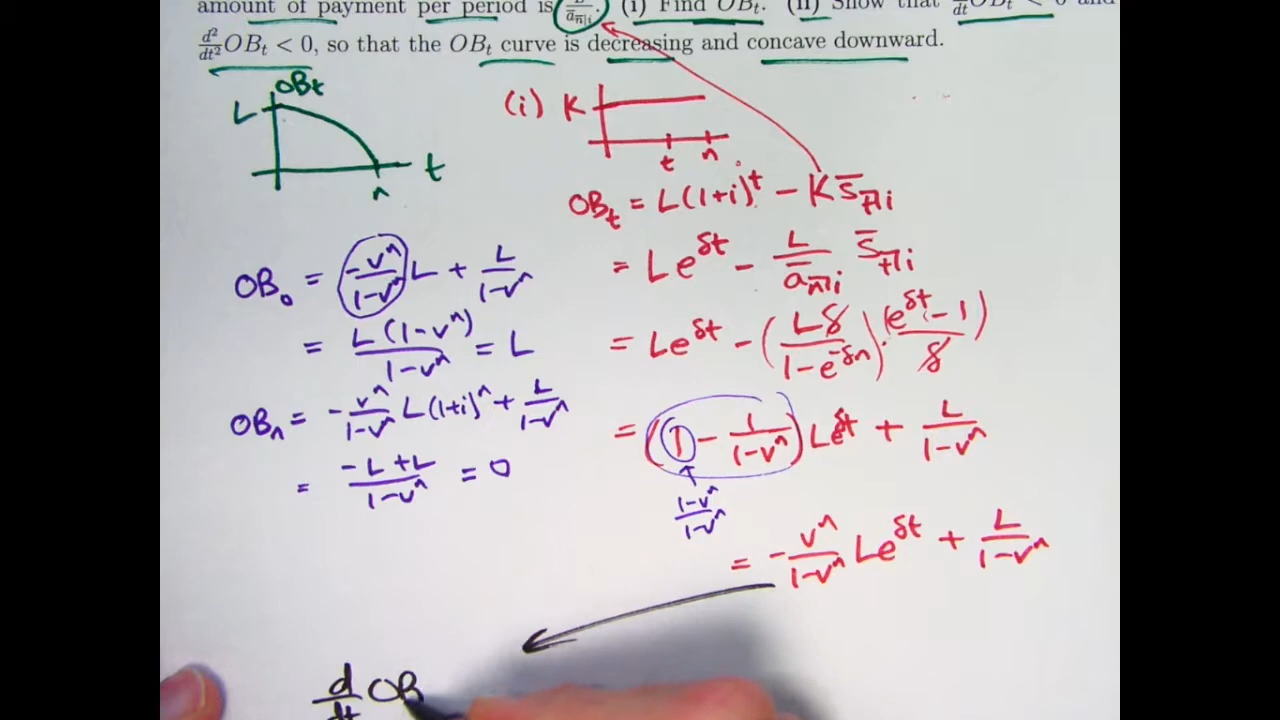 amount of payment per period is L/ā_n̅|i. (i) Find OB_t. (ii) Show that d/dt OB_t < 0 and
d²/dt² OB_t < 0, so that the OB_t curve is decreasing and concave downward.
OBt
L
t
n
(i) K
t n
OB_t = L(1+i)^t − K s̅_t̅|i
= Le^δt − L/a̅_n̅|i s̅_t̅|i
= Le^δt − (Lδ/1−e^−δn)·(e^δt − 1)/δ
= (1 − 1/1−v^n) Le^δt + L/1−v^n
1−v^n/1−v^n
= −v^n/1−v^n Le^δt + L/1−v^n
OB_0 = −v^n/1−v^n L + L/1−v^n
= L(1−v^n)/1−v^n = L
OB_n = −v^n/1−v^n L(1+i)^n + L/1−v^n
= −L+L/1−v^n = 0
d/dt OB